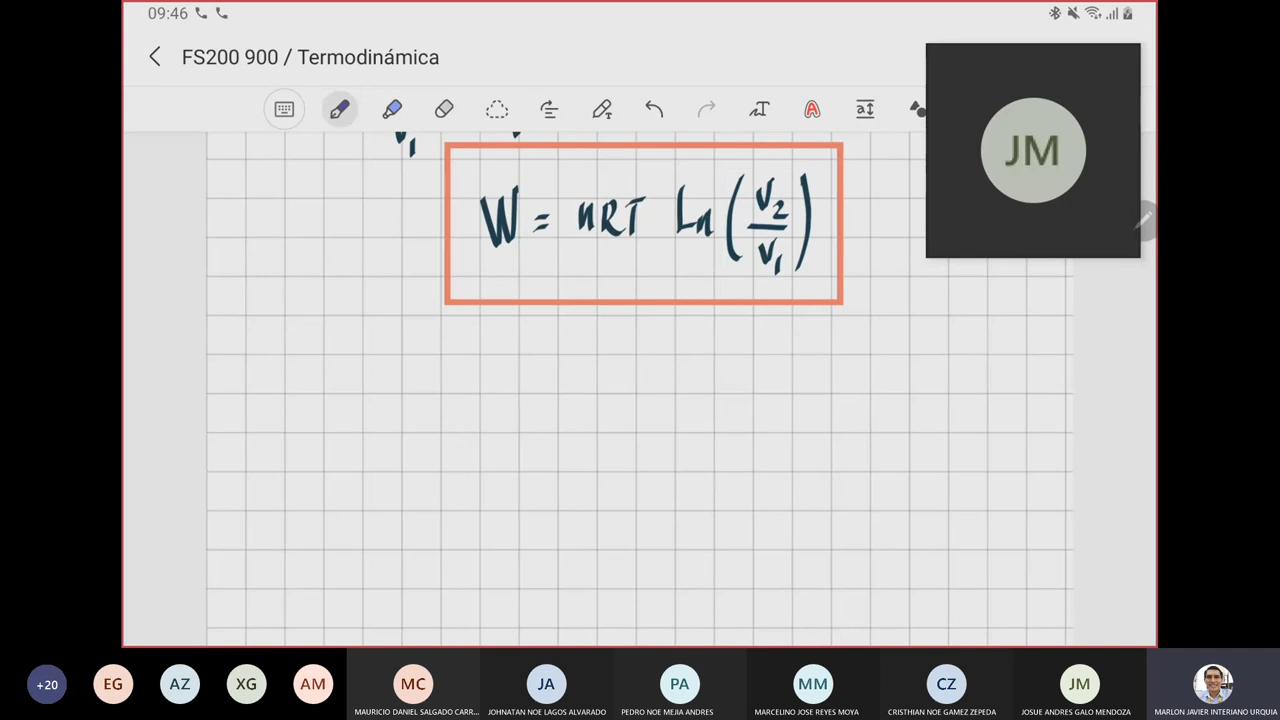 09:46
FS200 900 / Termodinámica
V₁
W = nRT Ln(V₂/V₁)
JM
+20
EG
AZ
XG
AM
MC
JA
PA
MM
CZ
JM
MAURICIO DANIEL SALGADO CARR...
JOHNATAN NOE LAGOS ALVARADO
PEDRO NOE MEJIA ANDRES
MARCELINO JOSE REYES MOYA
CRISTHIAN NOE GAMEZ ZEPEDA
JOSUE ANDRES GALO MENDOZA
MARLON JAVIER INTERIANO URQUIA